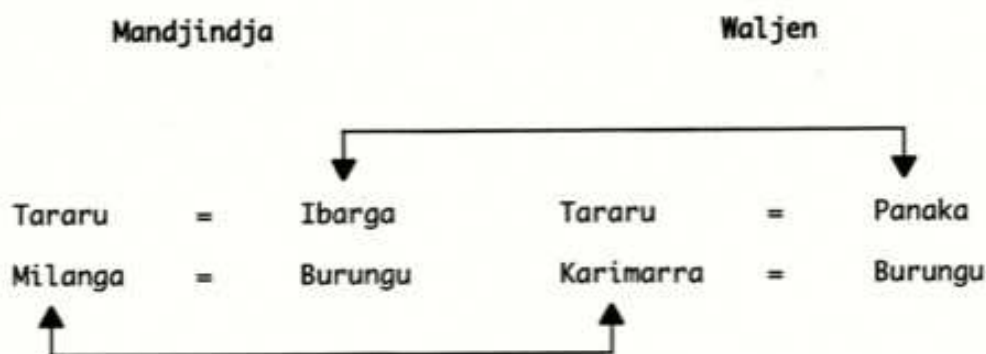 Mandjindja Waljen
Tararu = Ibarga Tararu = Panaka
Milanga = Burungu Karimarra = Burungu